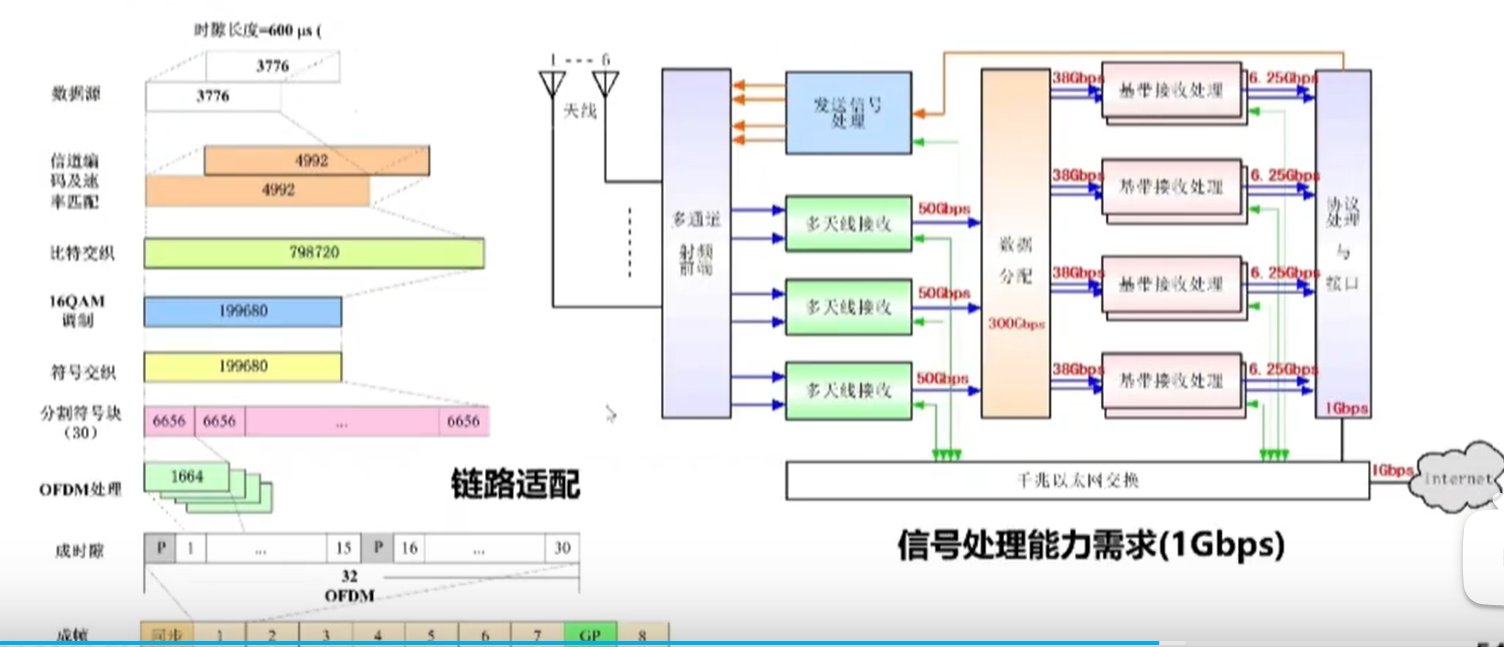 时隙长度=600 μs (
3776
数据源
3776
信道编
码及速
率匹配
4992
4992
比特交织
798720
16QAM
调制
199680
符号交织
199680
分割符号块
(30)
6656 6656 ... 6656
OFDM处理
1664
链路适配
成时隙
P 1 ... 15 P 16 ... 30
32
OFDM
成帧
同步 1 2 3 4 5 6 7 GP 8
1 6
天线
多通道
射频
前端
发送信号
处理
多天线接收
50Gbps
多天线接收
50Gbps
多天线接收
50Gbps
数据
分配
300Gbps
38Gbps
基带接收处理
6.25Gbps
38Gbps
基带接收处理
6.25Gbps
38Gbps
基带接收处理
6.25Gbps
38Gbps
基带接收处理
6.25Gbps
协议
处理
与
接口
1Gbps
千兆以太网交换
1Gbps
internet
信号处理能力需求(1Gbps)